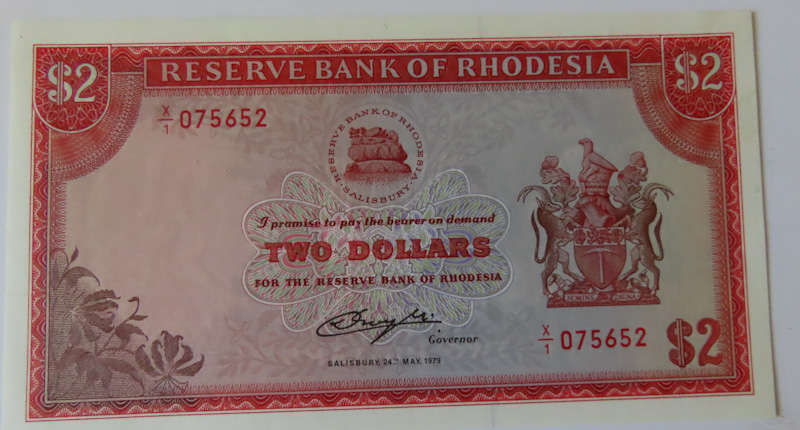 $2
RESERVE BANK OF RHODESIA
$2
X/1 075652
RESERVE BANK OF RHODESIA
SALISBURY
I promise to pay the bearer on demand
TWO DOLLARS
FOR THE RESERVE BANK OF RHODESIA
Governor
X/1 075652
$2
SALISBURY, 24TH MAY, 1979